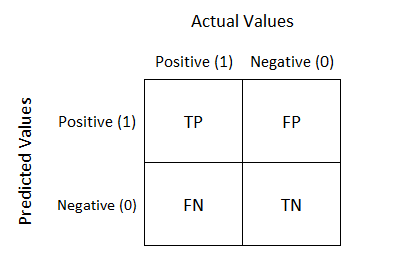 Actual Values
Positive (1) Negative (0)
Predicted Values
Positive (1) TP FP
Negative (0) FN TN